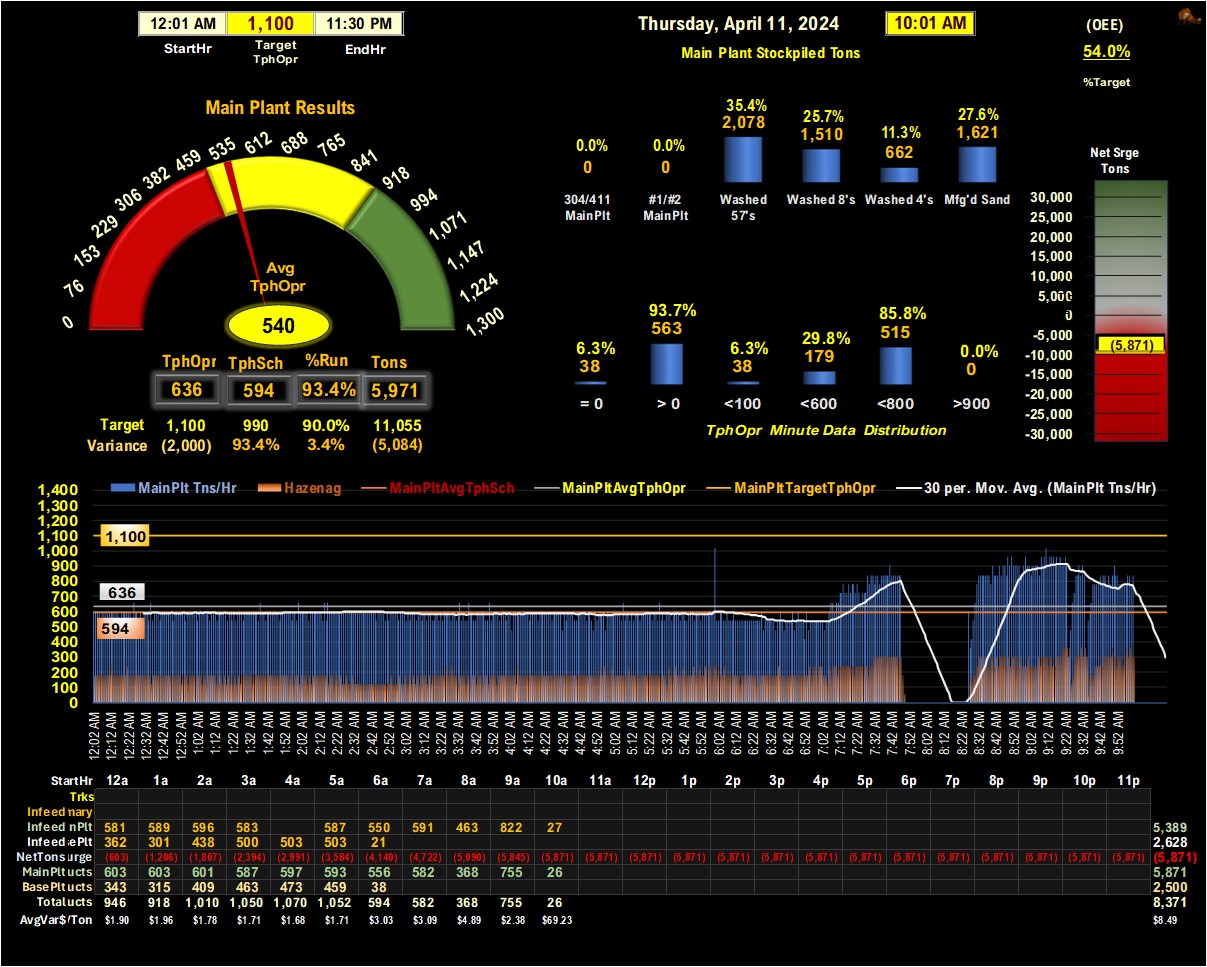 12:01 AM 1,100 11:30 PM
StartHr Target TphOpr EndHr
Thursday, April 11, 2024 10:01 AM
Main Plant Stockpiled Tons
(OEE)
54.0%
%Target
Main Plant Results
0 76 153 229 306 382 459 535 612 688 765 841 918 994 1,071 1,147 1,224 1,300
Avg
TphOpr
540
TphOpr TphSch %Run Tons
636 594 93.4% 5,971
Target 1,100 990 90.0% 11,055
Variance (2,000) 93.4% 3.4% (5,084)
0.0% 0.0% 35.4% 25.7% 11.3% 27.6%
0 0 2,078 1,510 662 1,621
304/411 MainPlt #1/#2 MainPlt Washed 57's Washed 8's Washed 4's Mfg'd Sand
6.3% 93.7% 6.3% 29.8% 85.8% 0.0%
38 563 38 179 515 0
= 0 > 0 <100 <600 <800 >900
TphOpr Minute Data Distribution
Net Srge
Tons
30,000
25,000
20,000
15,000
10,000
5,000
0
-5,000
(5,871)
-10,000
-15,000
-20,000
-25,000
-30,000
MainPlt Tns/Hr Hazenag MainPltAvgTphSch MainPltAvgTphOpr MainPltTargetTphOpr 30 per. Mov. Avg. (MainPlt Tns/Hr)
1,400
1,300
1,200
1,100
1,000
900
800
700
600
500
400
300
200
100
0
1,100
636
594
12:02 AM 12:12 AM 12:22 AM 12:32 AM 12:42 AM 12:52 AM 1:02 AM 1:12 AM 1:22 AM 1:32 AM 1:42 AM 1:52 AM 2:02 AM 2:12 AM 2:22 AM 2:32 AM 2:42 AM 2:52 AM 3:02 AM 3:12 AM 3:22 AM 3:32 AM 3:42 AM 3:52 AM 4:02 AM 4:12 AM 4:22 AM 4:32 AM 4:42 AM 4:52 AM 5:02 AM 5:12 AM 5:22 AM 5:32 AM 5:42 AM 5:52 AM 6:02 AM 6:12 AM 6:22 AM 6:32 AM 6:42 AM 6:52 AM 7:02 AM 7:12 AM 7:22 AM 7:32 AM 7:42 AM 7:52 AM 8:02 AM 8:12 AM 8:22 AM 8:32 AM 8:42 AM 8:52 AM 9:02 AM 9:12 AM 9:22 AM 9:32 AM 9:42 AM 9:52 AM
StartHr 12a 1a 2a 3a 4a 5a 6a 7a 8a 9a 10a 11a 12p 1p 2p 3p 4p 5p 6p 7p 8p 9p 10p 11p
Trks
Infeed mary
Infeed nPlt 581 589 596 583 587 550 591 463 822 27 5,389
Infeed ePlt 362 301 438 500 503 503 21 2,628
NetTons urge (603) (1,206) (1,807) (2,394) (2,991) (3,584) (4,140) (4,722) (5,090) (5,845) (5,871) (5,871) (5,871) (5,871) (5,871) (5,871) (5,871) (5,871) (5,871) (5,871) (5,871) (5,871) (5,871) (5,871) (5,871)
MainPlt ucts 603 603 601 587 597 593 556 582 368 755 26 5,871
BasePlt ucts 343 315 409 463 473 459 38 2,500
Total ucts 946 918 1,010 1,050 1,070 1,052 594 582 368 755 26 8,371
AvgVar$/Ton $1.90 $1.96 $1.78 $1.71 $1.68 $1.71 $3.03 $3.09 $4.89 $2.38 $69.23 $8.49